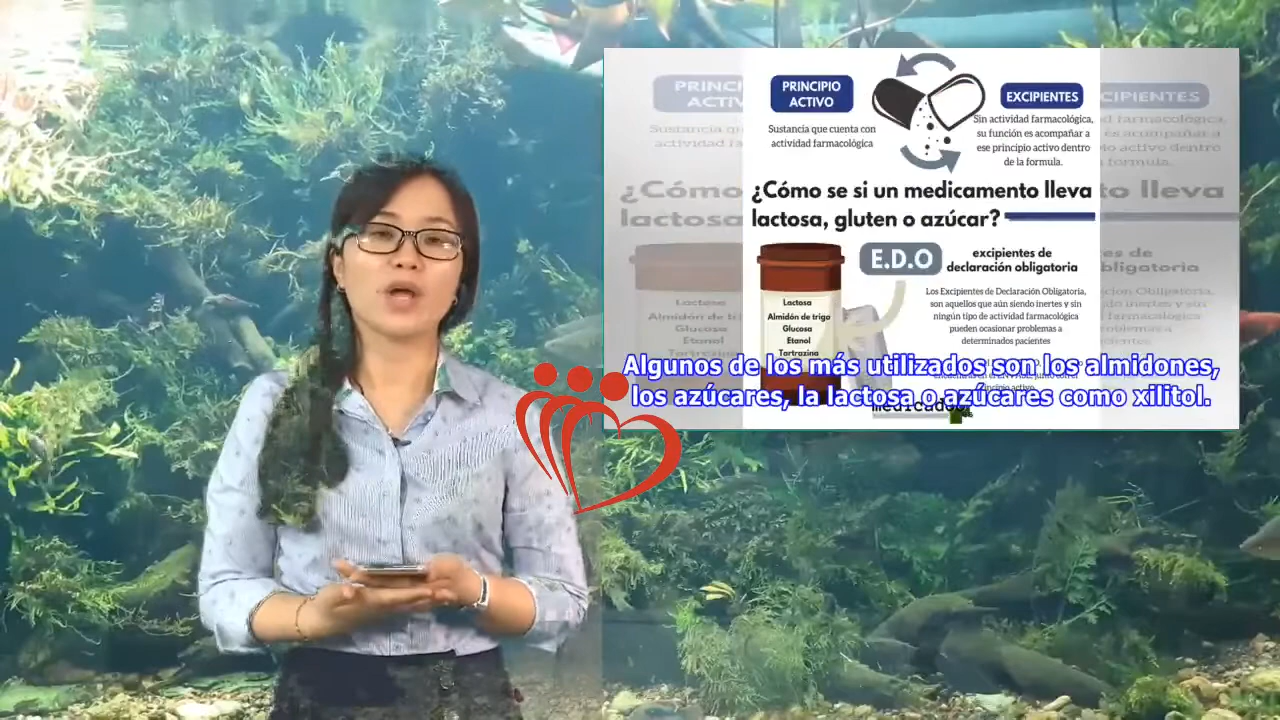 PRINCIPIO
ACTIVO
Sustancia que cuenta con
actividad farmacológica
EXCIPIENTES
Sin actividad farmacológica,
su función es acompañar a
ese principio activo dentro
de la formula.
¿Cómo se si un medicamento lleva
lactosa, gluten o azúcar?
E.D.O
excipientes de
declaración obligatoria
Lactosa
Almidón de trigo
Glucosa
Etanol
Tartrazina
Los Excipientes de Declaración Obligatoria,
son aquellos que aún siendo inertes y sin
ningún tipo de actividad farmacológica
pueden ocasionar problemas a
determinados pacientes
Algunos de los más utilizados son los almidones,
los azúcares, la lactosa o azúcares como xilitol.
principio activo